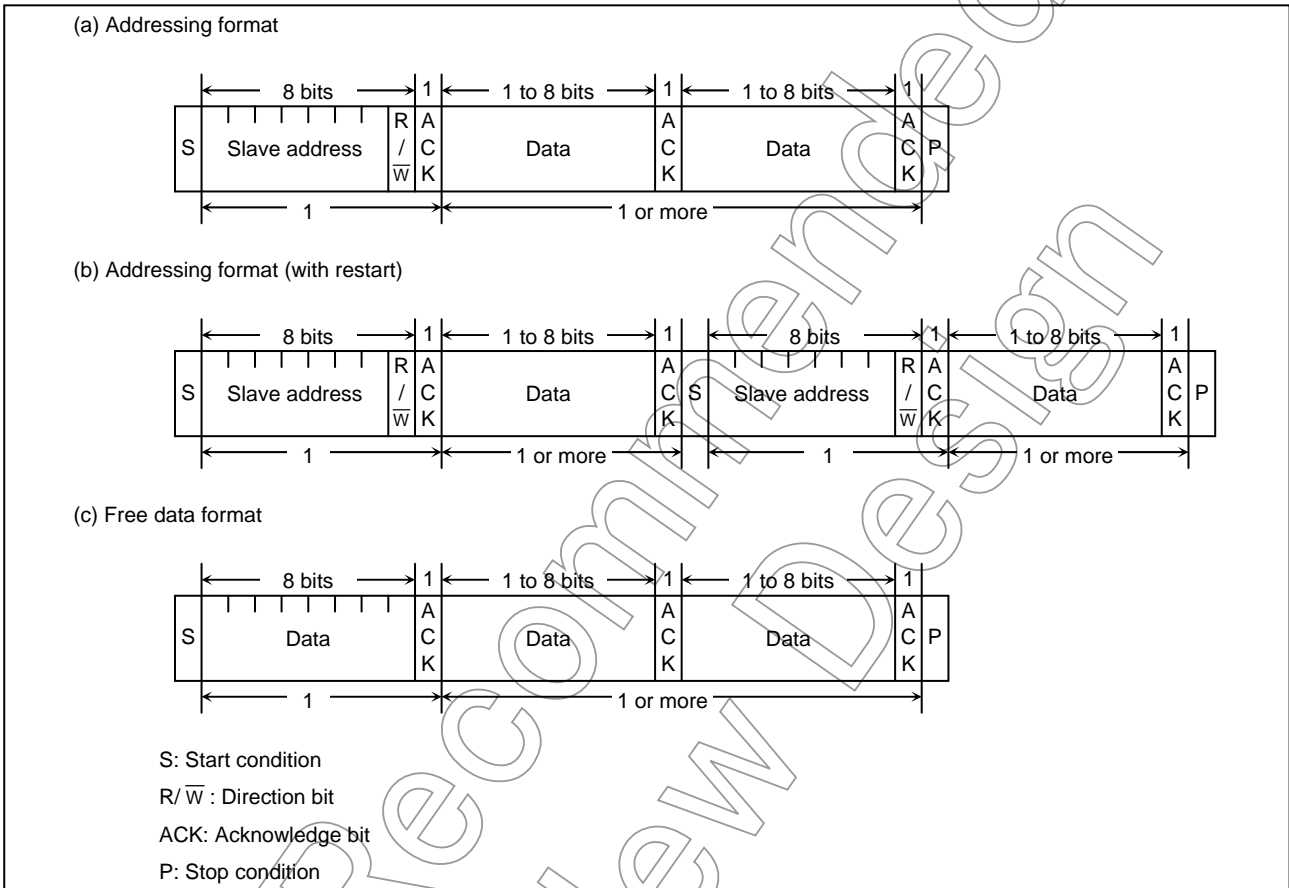 (a) Addressing format
8 bits 1 1 to 8 bits 1 1 to 8 bits 1
S Slave address R/W̅ ACK Data ACK Data ACK P
1 1 or more
(b) Addressing format (with restart)
8 bits 1 1 to 8 bits 1 8 bits 1 1 to 8 bits 1
S Slave address R/W̅ ACK Data ACK S Slave address R/W̅ ACK Data ACK P
1 1 or more 1 1 or more
(c) Free data format
8 bits 1 1 to 8 bits 1 1 to 8 bits 1
S Data ACK Data ACK Data ACK P
1 1 or more
S: Start condition
R/W̅ : Direction bit
ACK: Acknowledge bit
P: Stop condition
Recommended
ew Design